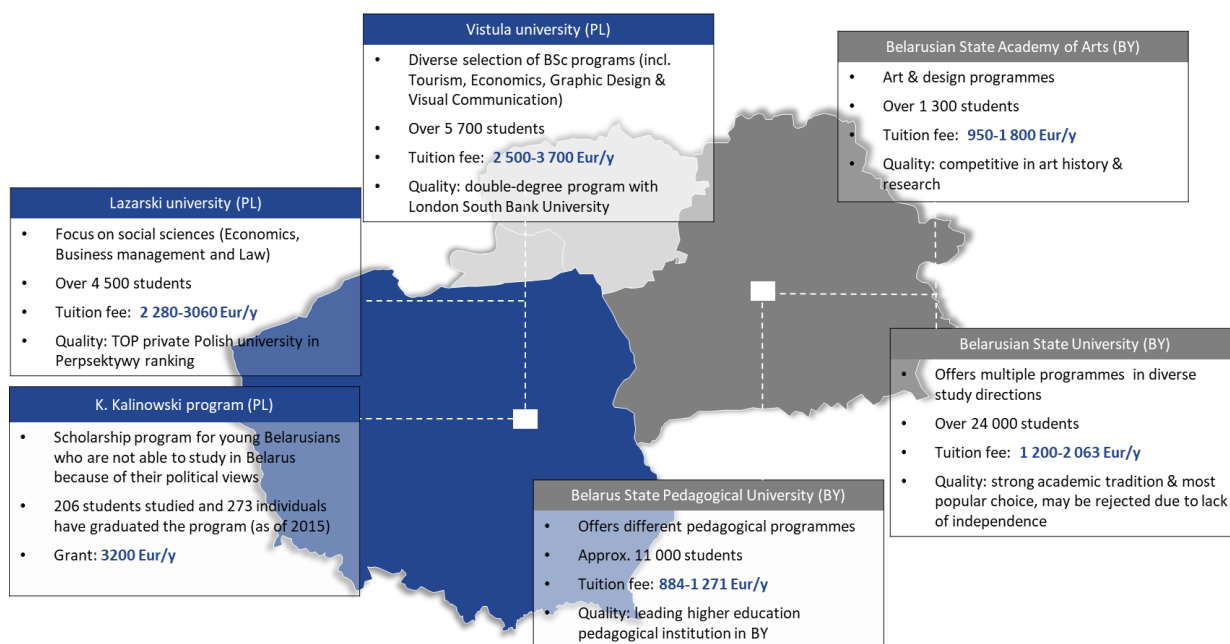 Vistula university (PL)
• Diverse selection of BSc programs (incl.
Tourism, Economics, Graphic Design &
Visual Communication)
• Over 5 700 students
• Tuition fee: 2 500-3 700 Eur/y
• Quality: double-degree program with
London South Bank University
Belarusian State Academy of Arts (BY)
• Art & design programmes
• Over 1 300 students
• Tuition fee: 950-1 800 Eur/y
• Quality: competitive in art history &
research
Lazarski university (PL)
• Focus on social sciences (Economics,
Business management and Law)
• Over 4 500 students
• Tuition fee: 2 280-3060 Eur/y
• Quality: TOP private Polish university in
Perpsektywy ranking
K. Kalinowski program (PL)
• Scholarship program for young Belarusians
who are not able to study in Belarus
because of their political views
• 206 students studied and 273 individuals
have graduated the program (as of 2015)
• Grant: 3200 Eur/y
Belarusian State University (BY)
• Offers multiple programmes in diverse
study directions
• Over 24 000 students
• Tuition fee: 1 200-2 063 Eur/y
• Quality: strong academic tradition & most
popular choice, may be rejected due to lack
of independence
Belarus State Pedagogical University (BY)
• Offers different pedagogical programmes
• Approx. 11 000 students
• Tuition fee: 884-1 271 Eur/y
• Quality: leading higher education
pedagogical institution in BY